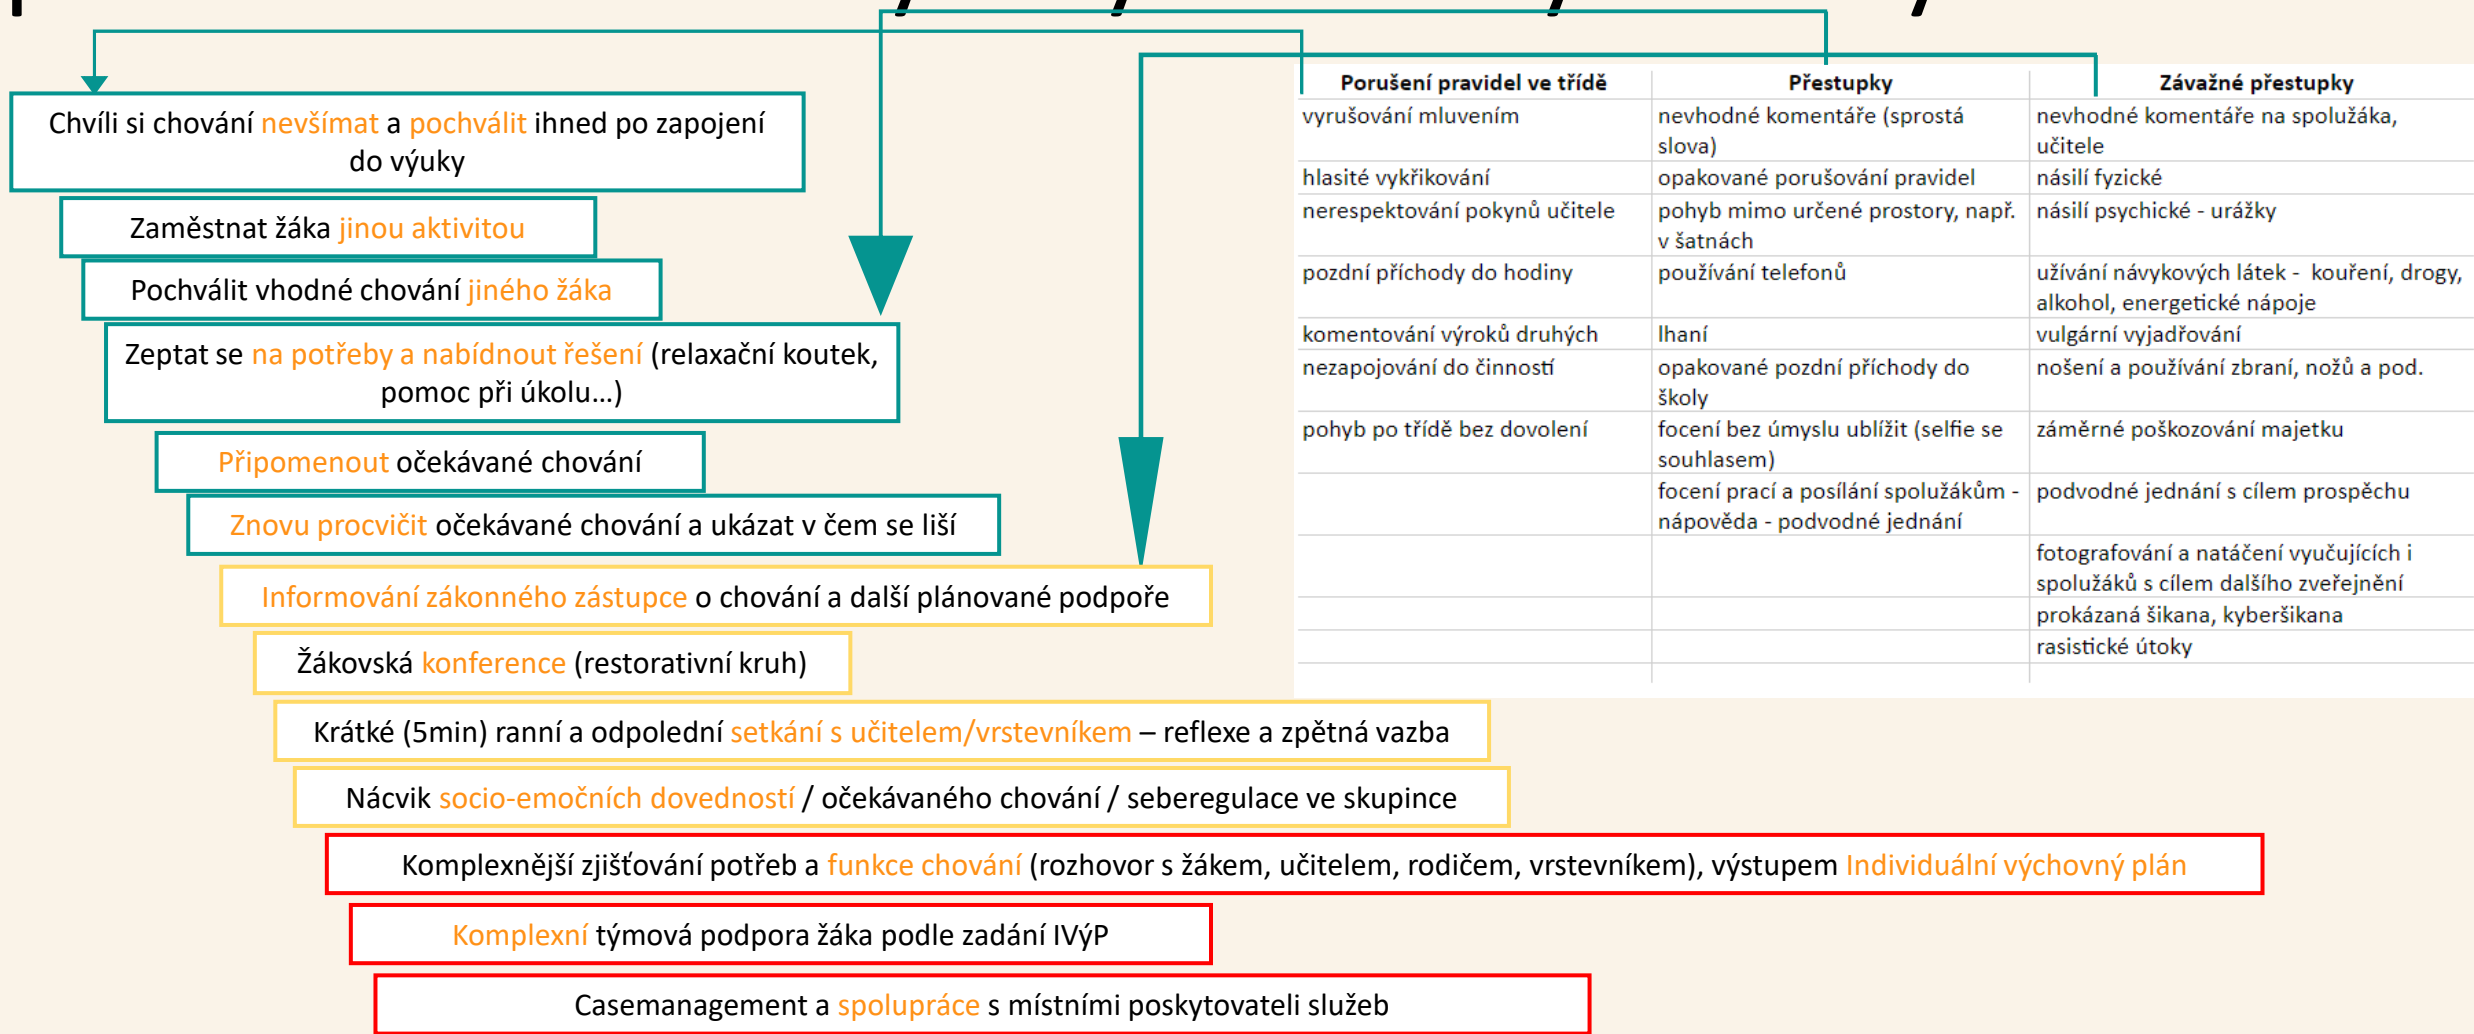 Chvíli si chování nevšímat a pochválit ihned po zapojení
do výuky
Zaměstnat žáka jinou aktivitou
Pochválit vhodné chování jiného žáka
Zeptat se na potřeby a nabídnout řešení (relaxační koutek,
pomoc při úkolu…)
Připomenout očekávané chování
Znovu procvičit očekávané chování a ukázat v čem se liší
Informování zákonného zástupce o chování a další plánované podpoře
Žákovská konference (restorativní kruh)
Krátké (5min) ranní a odpolední setkání s učitelem/vrstevníkem – reflexe a zpětná vazba
Nácvik socio-emočních dovedností / očekávaného chování / seberegulace ve skupince
Komplexnější zjišťování potřeb a funkce chování (rozhovor s žákem, učitelem, rodičem, vrstevníkem), výstupem Individuální výchovný plán
Komplexní týmová podpora žáka podle zadání IVýP
Casemanagement a spolupráce s místními poskytovateli služeb
Porušení pravidel ve třídě
Přestupky
Závažné přestupky
vyrušování mluvením
nevhodné komentáře (sprostá
slova)
nevhodné komentáře na spolužáka,
učitele
hlasité vykřikování
opakované porušování pravidel
násilí fyzické
nerespektování pokynů učitele
pohyb mimo určené prostory, např.
v šatnách
násilí psychické - urážky
pozdní příchody do hodiny
používání telefonů
užívání návykových látek -  kouření, drogy,
alkohol, energetické nápoje
komentování výroků druhých
lhaní
vulgární vyjadřování
nezapojování do činností
opakované pozdní příchody do
školy
nošení a používání zbraní, nožů a pod.
pohyb po třídě bez dovolení
focení bez úmyslu ublížit (selfie se
souhlasem)
záměrné poškozování majetku
focení prací a posílání spolužákům -
nápověda - podvodné jednání
podvodné jednání s cílem prospěchu
fotografování a natáčení vyučujících i
spolužáků s cílem dalšího zveřejnění
prokázaná šikana, kyberšikana
rasistické útoky